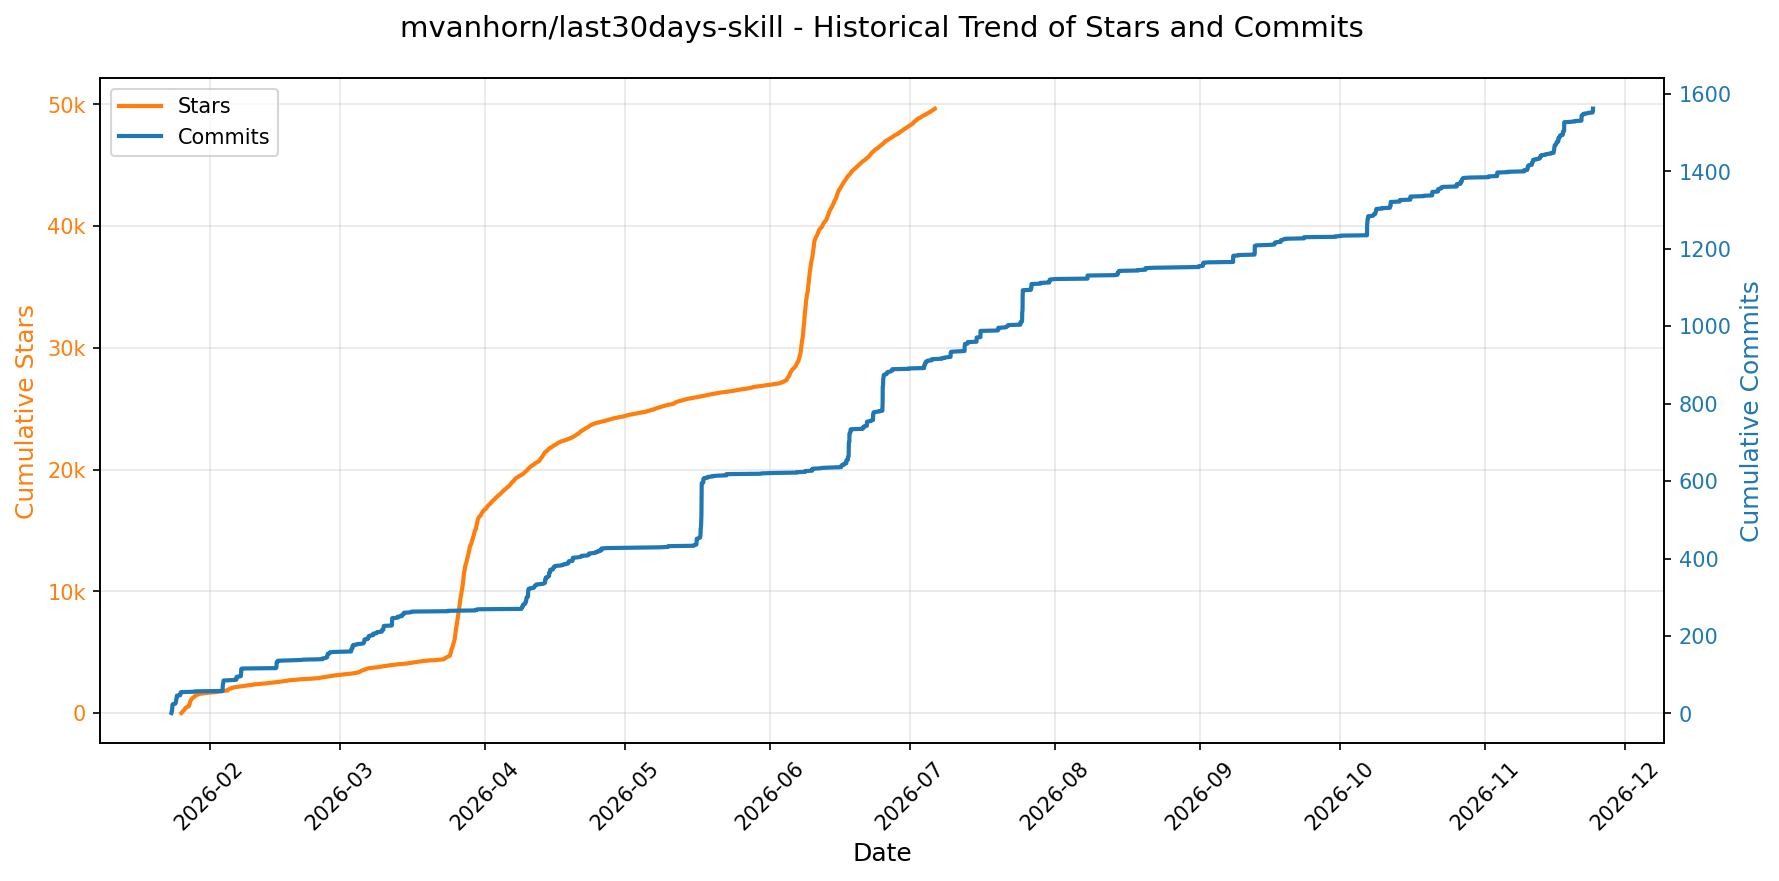 mvanhorn/last30days-skill - Historical Trend of Stars and Commits
Stars
Commits
Cumulative Stars
50k
40k
30k
20k
10k
0
Cumulative Commits
1600
1400
1200
1000
800
600
400
200
0
2026-02
2026-03
2026-04
2026-05
2026-06
2026-07
2026-08
2026-09
2026-10
2026-11
2026-12
Date